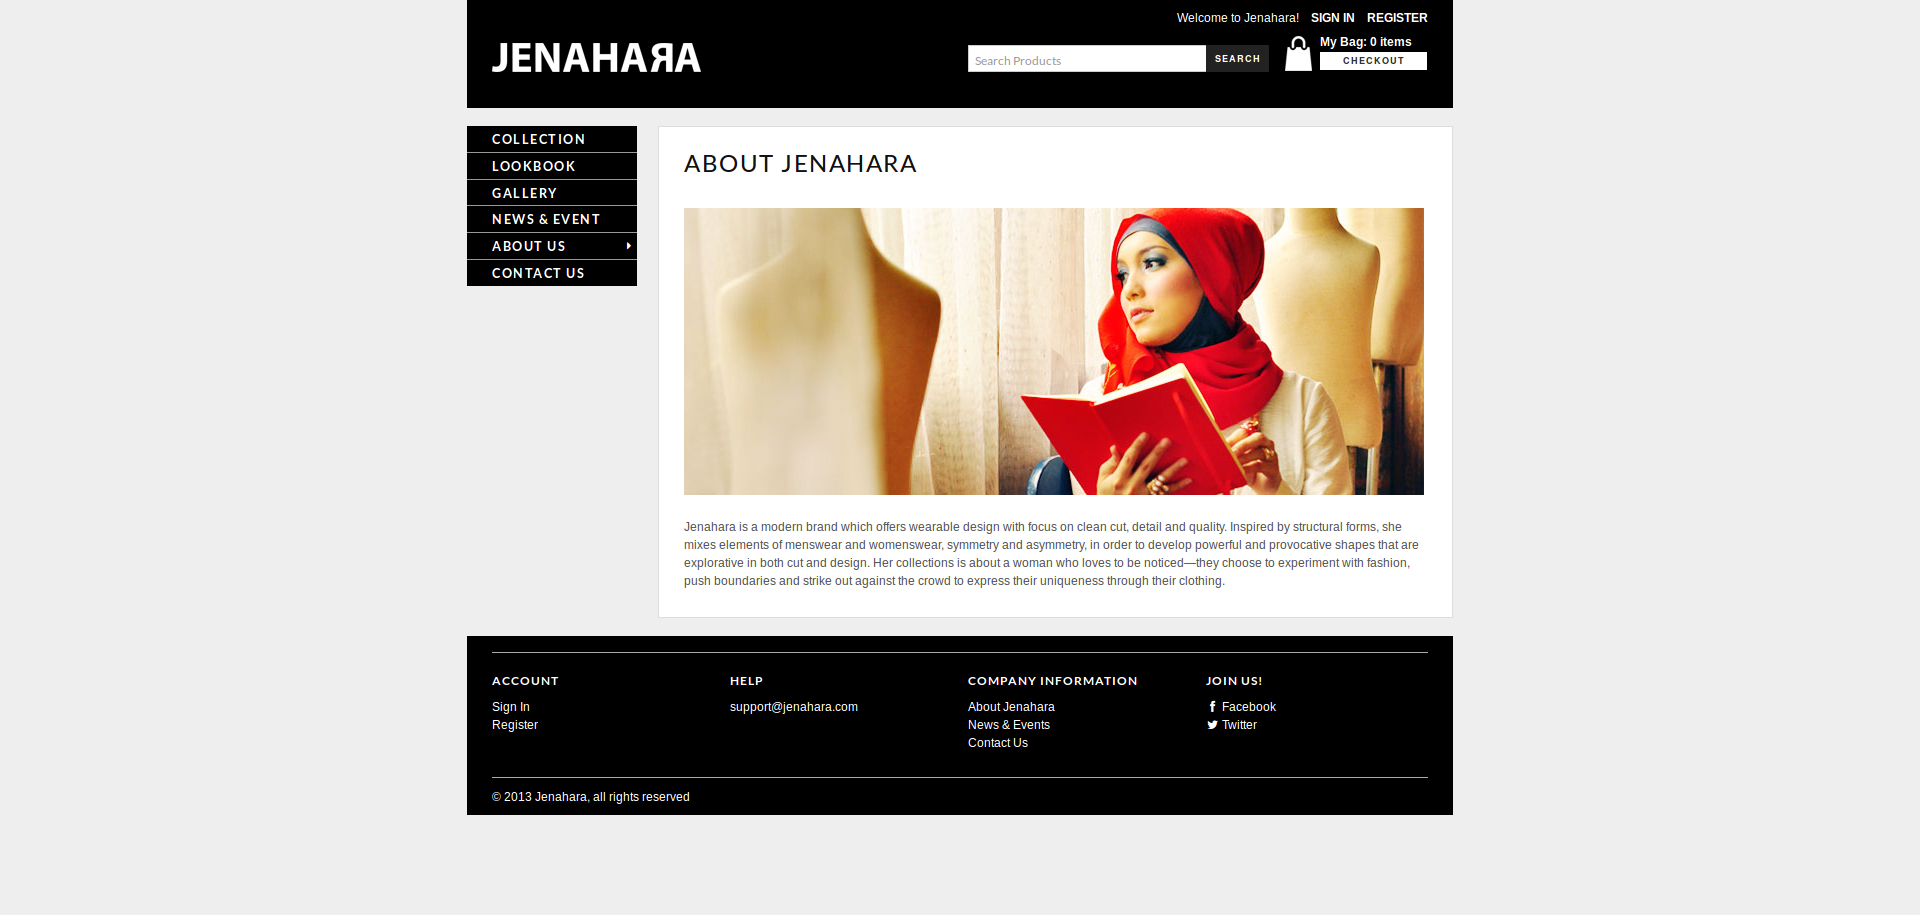 Welcome to Jenahara! SIGN IN REGISTER
JENAHARA
Search Products SEARCH
My Bag: 0 items
CHECKOUT
COLLECTION
LOOKBOOK
GALLERY
NEWS & EVENT
ABOUT US
CONTACT US
ABOUT JENAHARA
Jenahara is a modern brand which offers wearable design with focus on clean cut, detail and quality. Inspired by structural forms, she
mixes elements of menswear and womenswear, symmetry and asymmetry, in order to develop powerful and provocative shapes that are
explorative in both cut and design. Her collections is about a woman who loves to be noticed—they choose to experiment with fashion,
push boundaries and strike out against the crowd to express their uniqueness through their clothing.
ACCOUNT
Sign In
Register
HELP
support@jenahara.com
COMPANY INFORMATION
About Jenahara
News & Events
Contact Us
JOIN US!
Facebook
Twitter
© 2013 Jenahara, all rights reserved